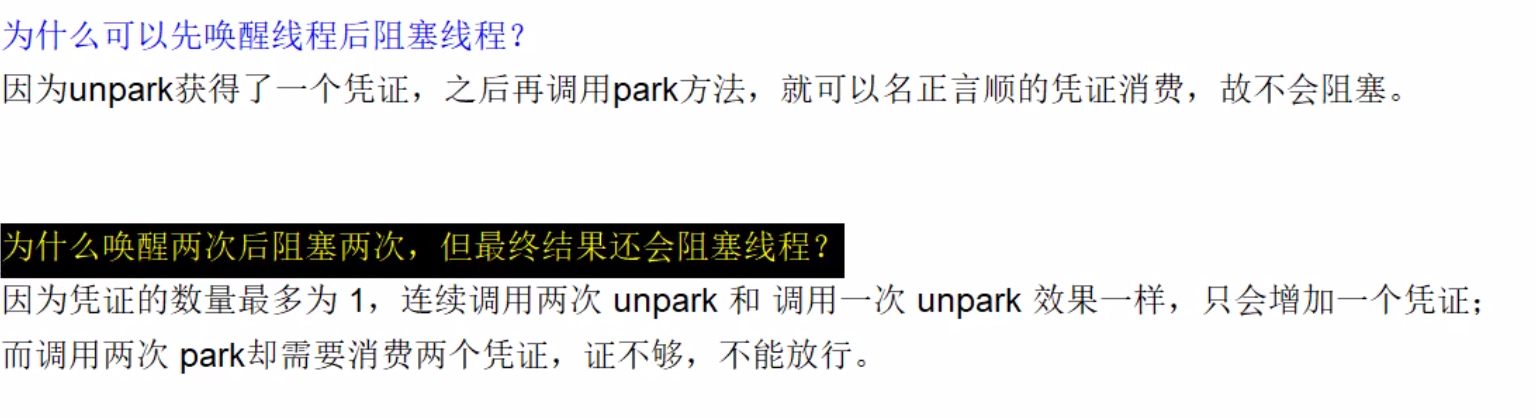 为什么可以先唤醒线程后阻塞线程？
因为unpark获得了一个凭证，之后再调用park方法，就可以名正言顺的凭证消费，故不会阻塞。
为什么唤醒两次后阻塞两次，但最终结果还会阻塞线程？
因为凭证的数量最多为 1，连续调用两次 unpark 和 调用一次 unpark 效果一样，只会增加一个凭证；
而调用两次 park却需要消费两个凭证，证不够，不能放行。